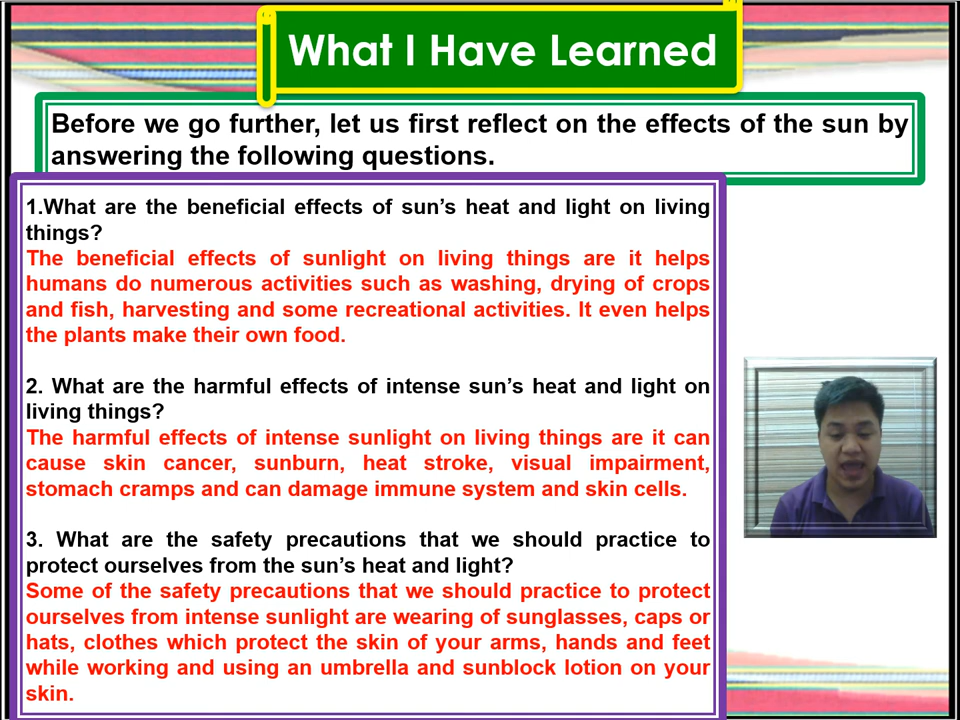 What I Have Learned
Before we go further, let us first reflect on the effects of the sun by
answering the following questions.
1.What are the beneficial effects of sun’s heat and light on living
things?
The beneficial effects of sunlight on living things are it helps
humans do numerous activities such as washing, drying of crops
and fish, harvesting and some recreational activities. It even helps
the plants make their own food.
2. What are the harmful effects of intense sun’s heat and light on
living things?
The harmful effects of intense sunlight on living things are it can
cause skin cancer, sunburn, heat stroke, visual impairment,
stomach cramps and can damage immune system and skin cells.
3. What are the safety precautions that we should practice to
protect ourselves from the sun’s heat and light?
Some of the safety precautions that we should practice to protect
ourselves from intense sunlight are wearing of sunglasses, caps or
hats, clothes which protect the skin of your arms, hands and feet
while working and using an umbrella and sunblock lotion on your
skin.